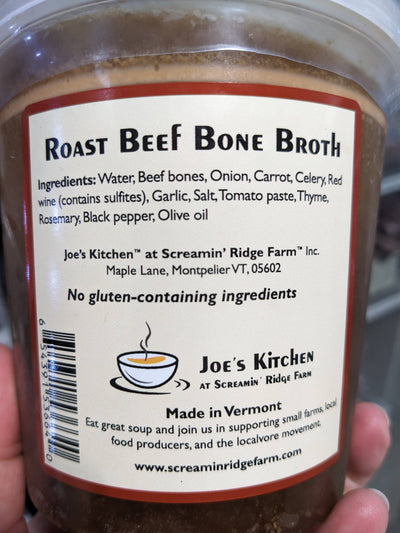 Roast Beef Bone Broth
Ingredients: Water, Beef bones, Onion, Carrot, Celery, Red
wine (contains sulfites), Garlic, Salt, Tomato paste, Thyme,
Rosemary, Black pepper, Olive oil
Joe's Kitchen™ at Screamin' Ridge Farm™ Inc.
Maple Lane, Montpelier VT, 05602
No gluten-containing ingredients
Joe's Kitchen
at Screamin' Ridge Farm
Made in Vermont
Eat great soup and join us in supporting small farms, local
food producers, and the localvore movement.
www.screaminridgefarm.com